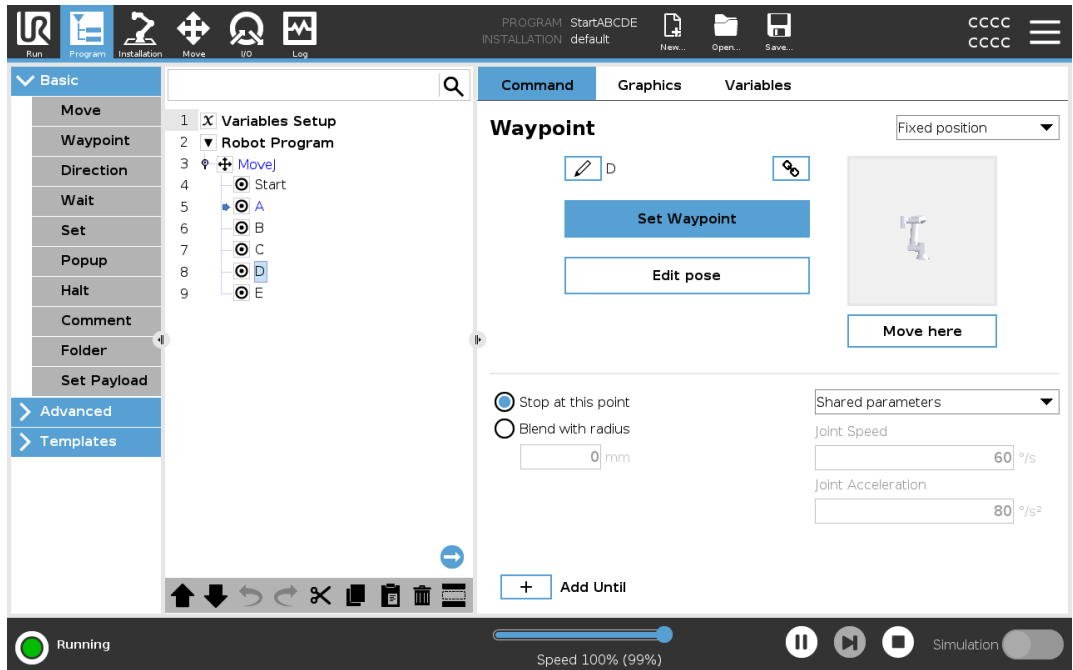 UR
Run
Program
Installation
Move
I/O
Log
PROGRAM StartABCDE
INSTALLATION default
New...
Open...
Save...
CCCC
CCCC
Basic
Move
Waypoint
Direction
Wait
Set
Popup
Halt
Comment
Folder
Set Payload
Advanced
Templates
1 X Variables Setup
2 Robot Program
3 MoveJ
4 Start
5 A
6 B
7 C
8 D
9 E
Command Graphics Variables
Waypoint
Fixed position
D
Set Waypoint
Edit pose
Move here
Stop at this point
Blend with radius
0 mm
Shared parameters
Joint Speed
60 °/s
Joint Acceleration
80 °/s²
+ Add Until
Running
Speed 100% (99%)
Simulation